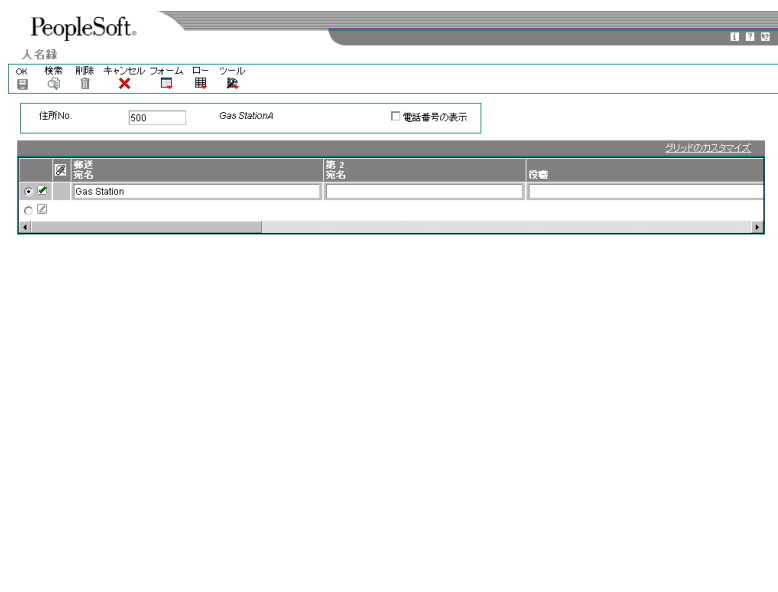 PeopleSoft.
人名録
OK 検索 削除 キャンセル フォーム ロー ツール
住所No. 500 Gas StationA 電話番号の表示
グリッドのカスタマイズ
郵送 第 2
宛名 宛名 役職
Gas Station